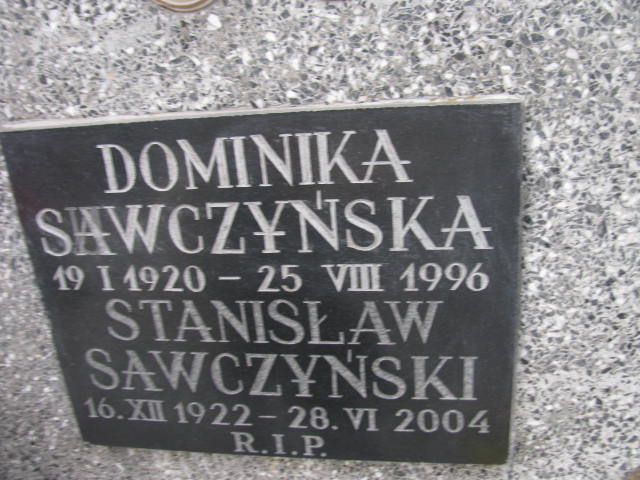 DOMINIKA
SAWCZYŃSKA
19 I 1920 – 25 VIII 1996
STANISŁAW
SAWCZYŃSKI
16.XII 1922 – 28.VI 2004
R.I.P.